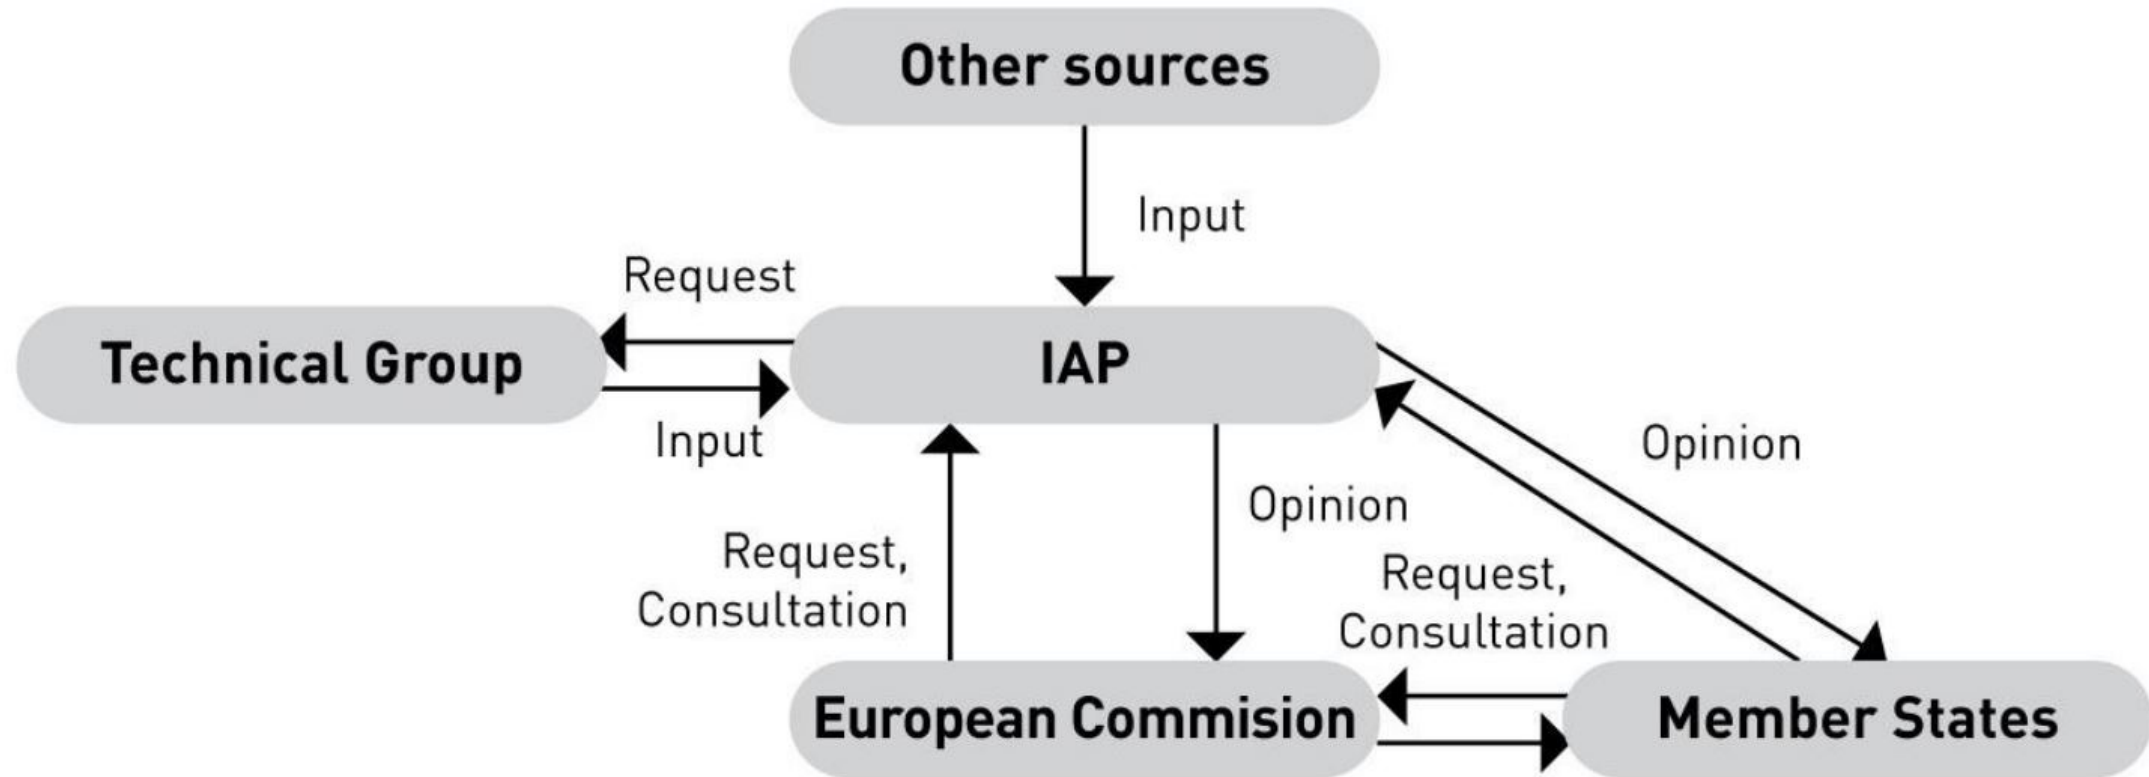 Other sources
Input
Request
Technical Group
IAP
Input
Opinion
Opinion
Request,
Consultation
Request,
Consultation
European Commision
Member States